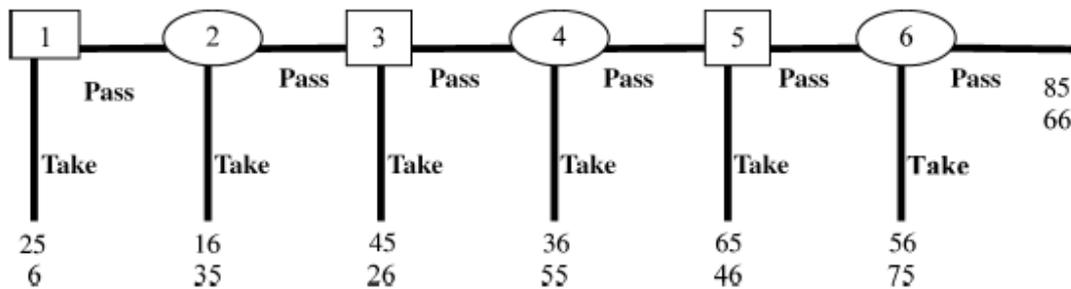 1 2 3 4 5 6
Pass Pass Pass Pass Pass Pass
85
66
Take Take Take Take Take Take
25 16 45 36 65 56
6 35 26 55 46 75